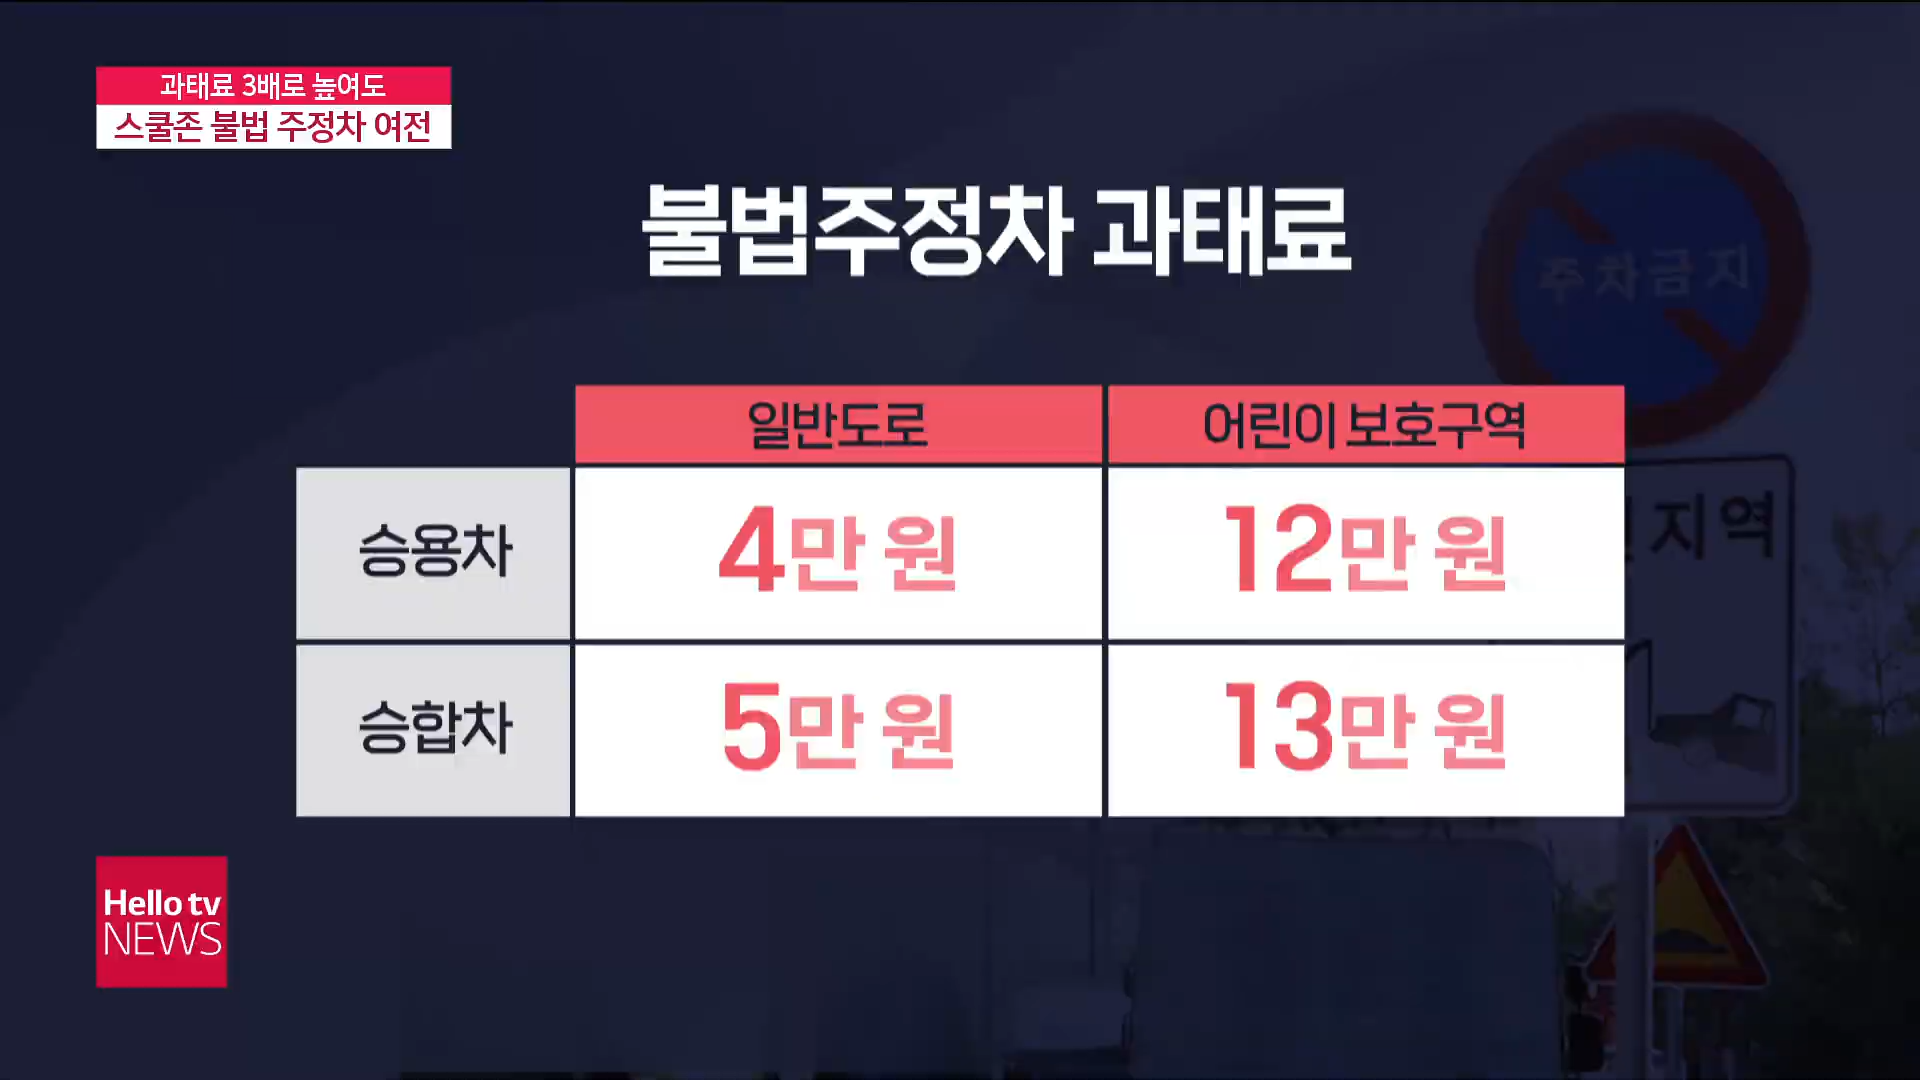 과태료 3배로 높여도
스쿨존 불법 주정차 여전
불법주정차 과태료
주차금지
일반도로 어린이 보호구역
승용차 4만 원 12만 원
지역
승합차 5만 원 13만 원
Hello tv
NEWS